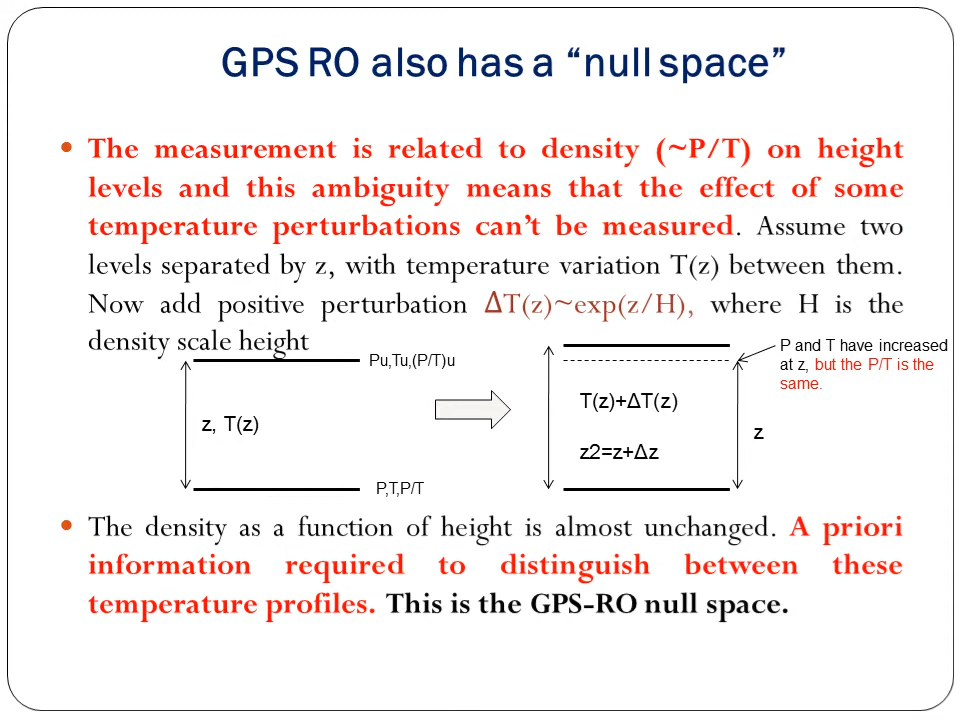 GPS RO also has a “null space”
• The measurement is related to density (~P/T) on height
levels and this ambiguity means that the effect of some
temperature perturbations can’t be measured. Assume two
levels separated by z, with temperature variation T(z) between them.
Now add positive perturbation ΔT(z)~exp(z/H), where H is the
density scale height
Pu,Tu,(P/T)u
z, T(z)
P,T,P/T
T(z)+ΔT(z)
z2=z+Δz
z
P and T have increased
at z, but the P/T is the
same.
• The density as a function of height is almost unchanged. A priori
information required to distinguish between these
temperature profiles. This is the GPS-RO null space.